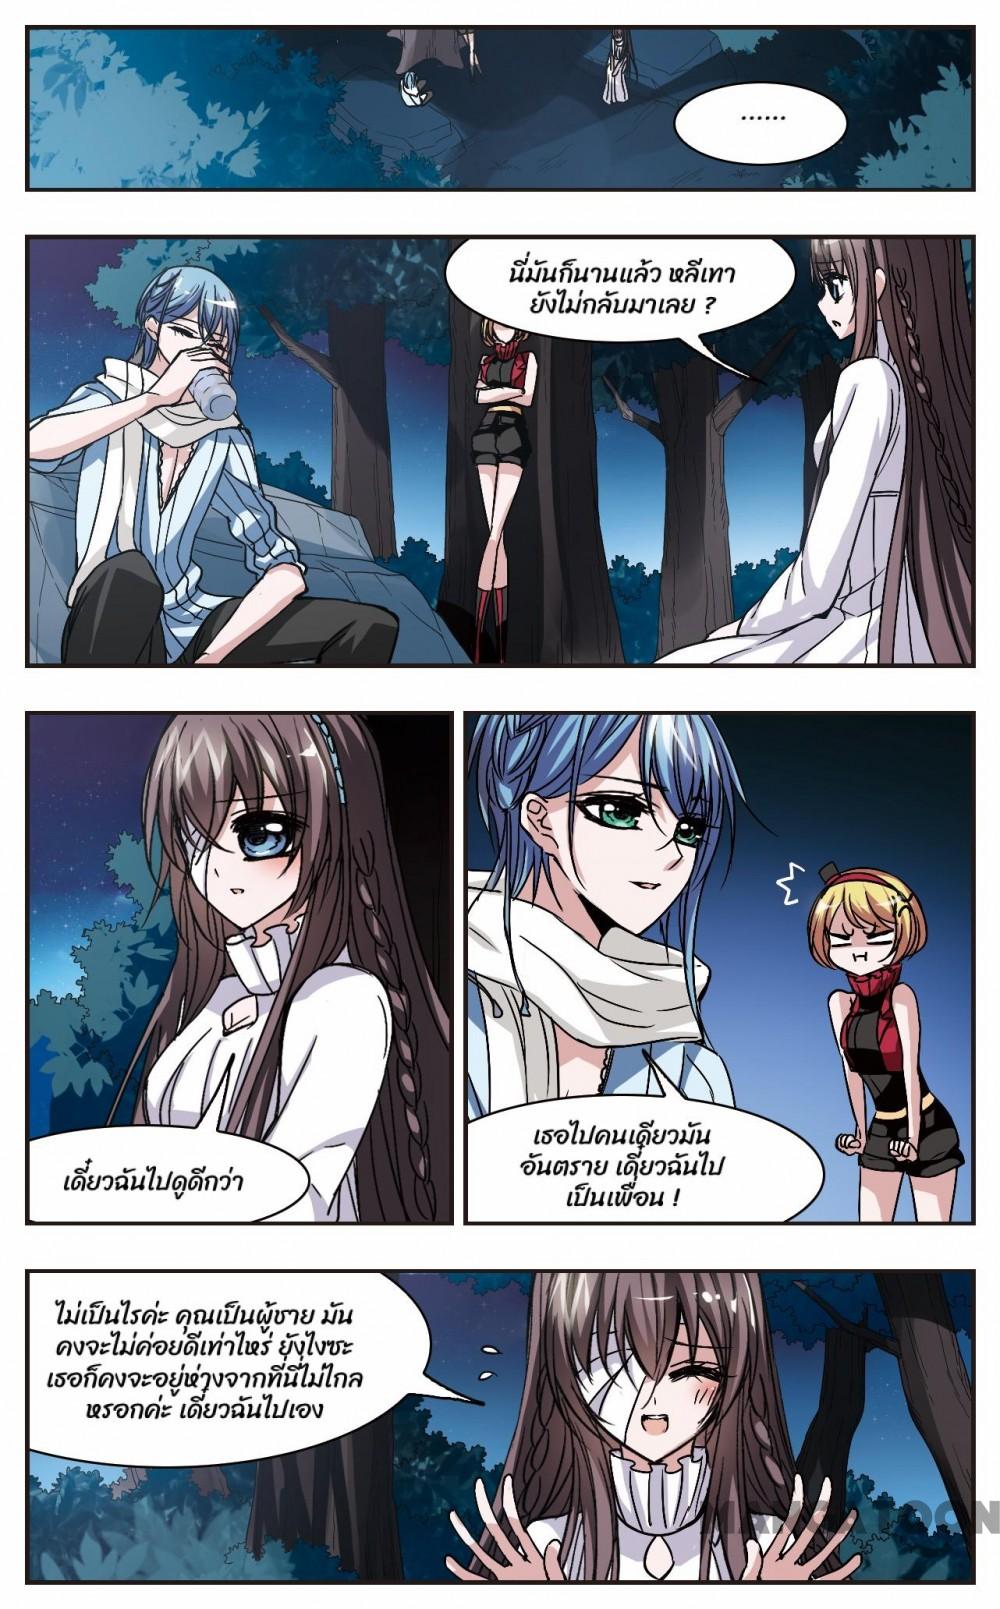 ......
นี่มันก็นานแล้ว หลีเทา
ยังไม่กลับมาเลย ?
เดี๋ยวฉันไปดูดีกว่า
เธอไปคนเดียวมัน
อันตราย เดี๋ยวฉันไป
เป็นเพื่อน !
ไม่เป็นไรค่ะ คุณเป็นผู้ชาย มัน
คงจะไม่ค่อยดีเท่าไหร่ ยังไงซะ
เธอก็คงจะอยู่ห่างจากที่นี่ไม่ไกล
หรอกค่ะ เดี๋ยวฉันไปเอง
MANGATOON